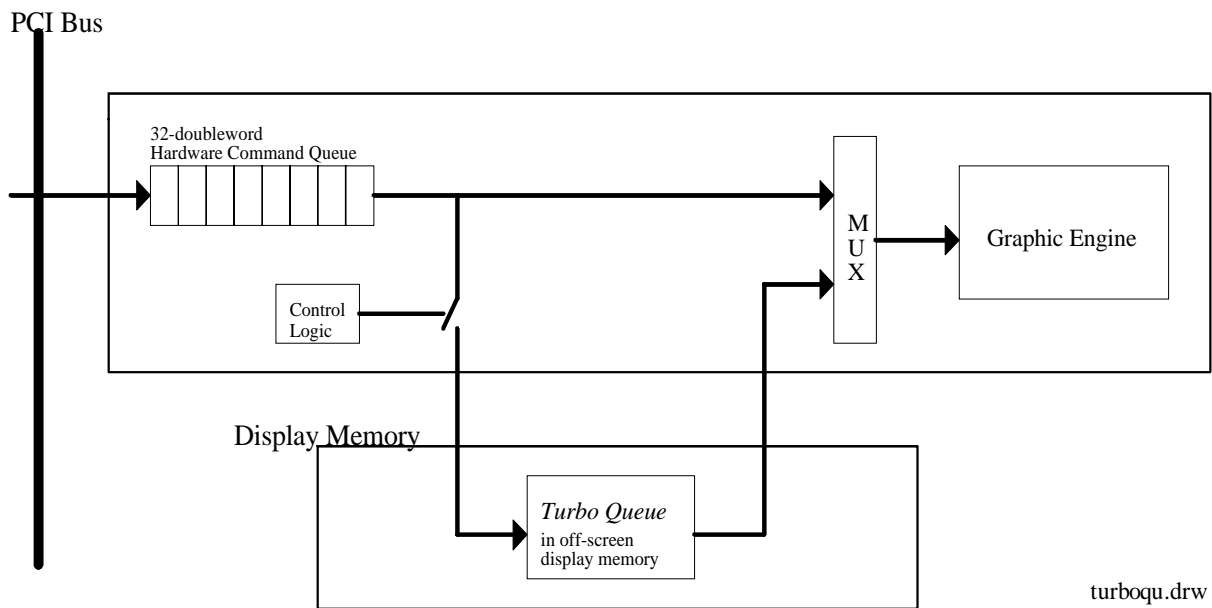 PCI Bus
32-doubleword
Hardware Command Queue
M
U
X
Graphic Engine
Control
Logic
Display Memory
Turbo Queue
in off-screen
display memory
turboqu.drw